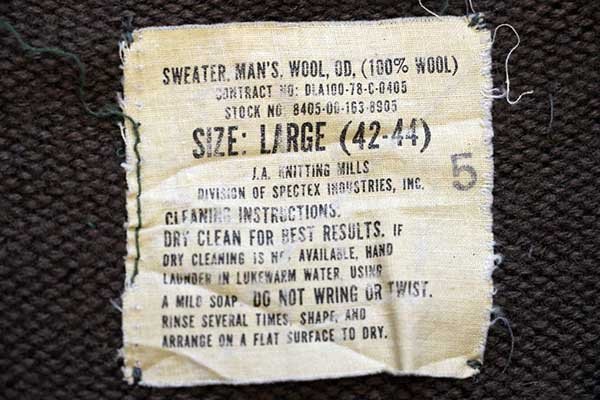 SWEATER, MAN'S, WOOL, OD, (100% WOOL)
CONTRACT NO: DLA100-78-C-0405
STOCK NO 8405-00-163-8905
SIZE: LARGE (42-44)
J.A. KNITTING MILLS
DIVISION OF SPECTEX INDUSTRIES, INC.
5
CLEANING INSTRUCTIONS.
DRY CLEAN FOR BEST RESULTS. IF
DRY CLEANING IS NOT AVAILABLE, HAND
LAUNDER IN LUKEWARM WATER, USING
A MILD SOAP. DO NOT WRING OR TWIST.
RINSE SEVERAL TIMES, SHAPE, AND
ARRANGE ON A FLAT SURFACE TO DRY.